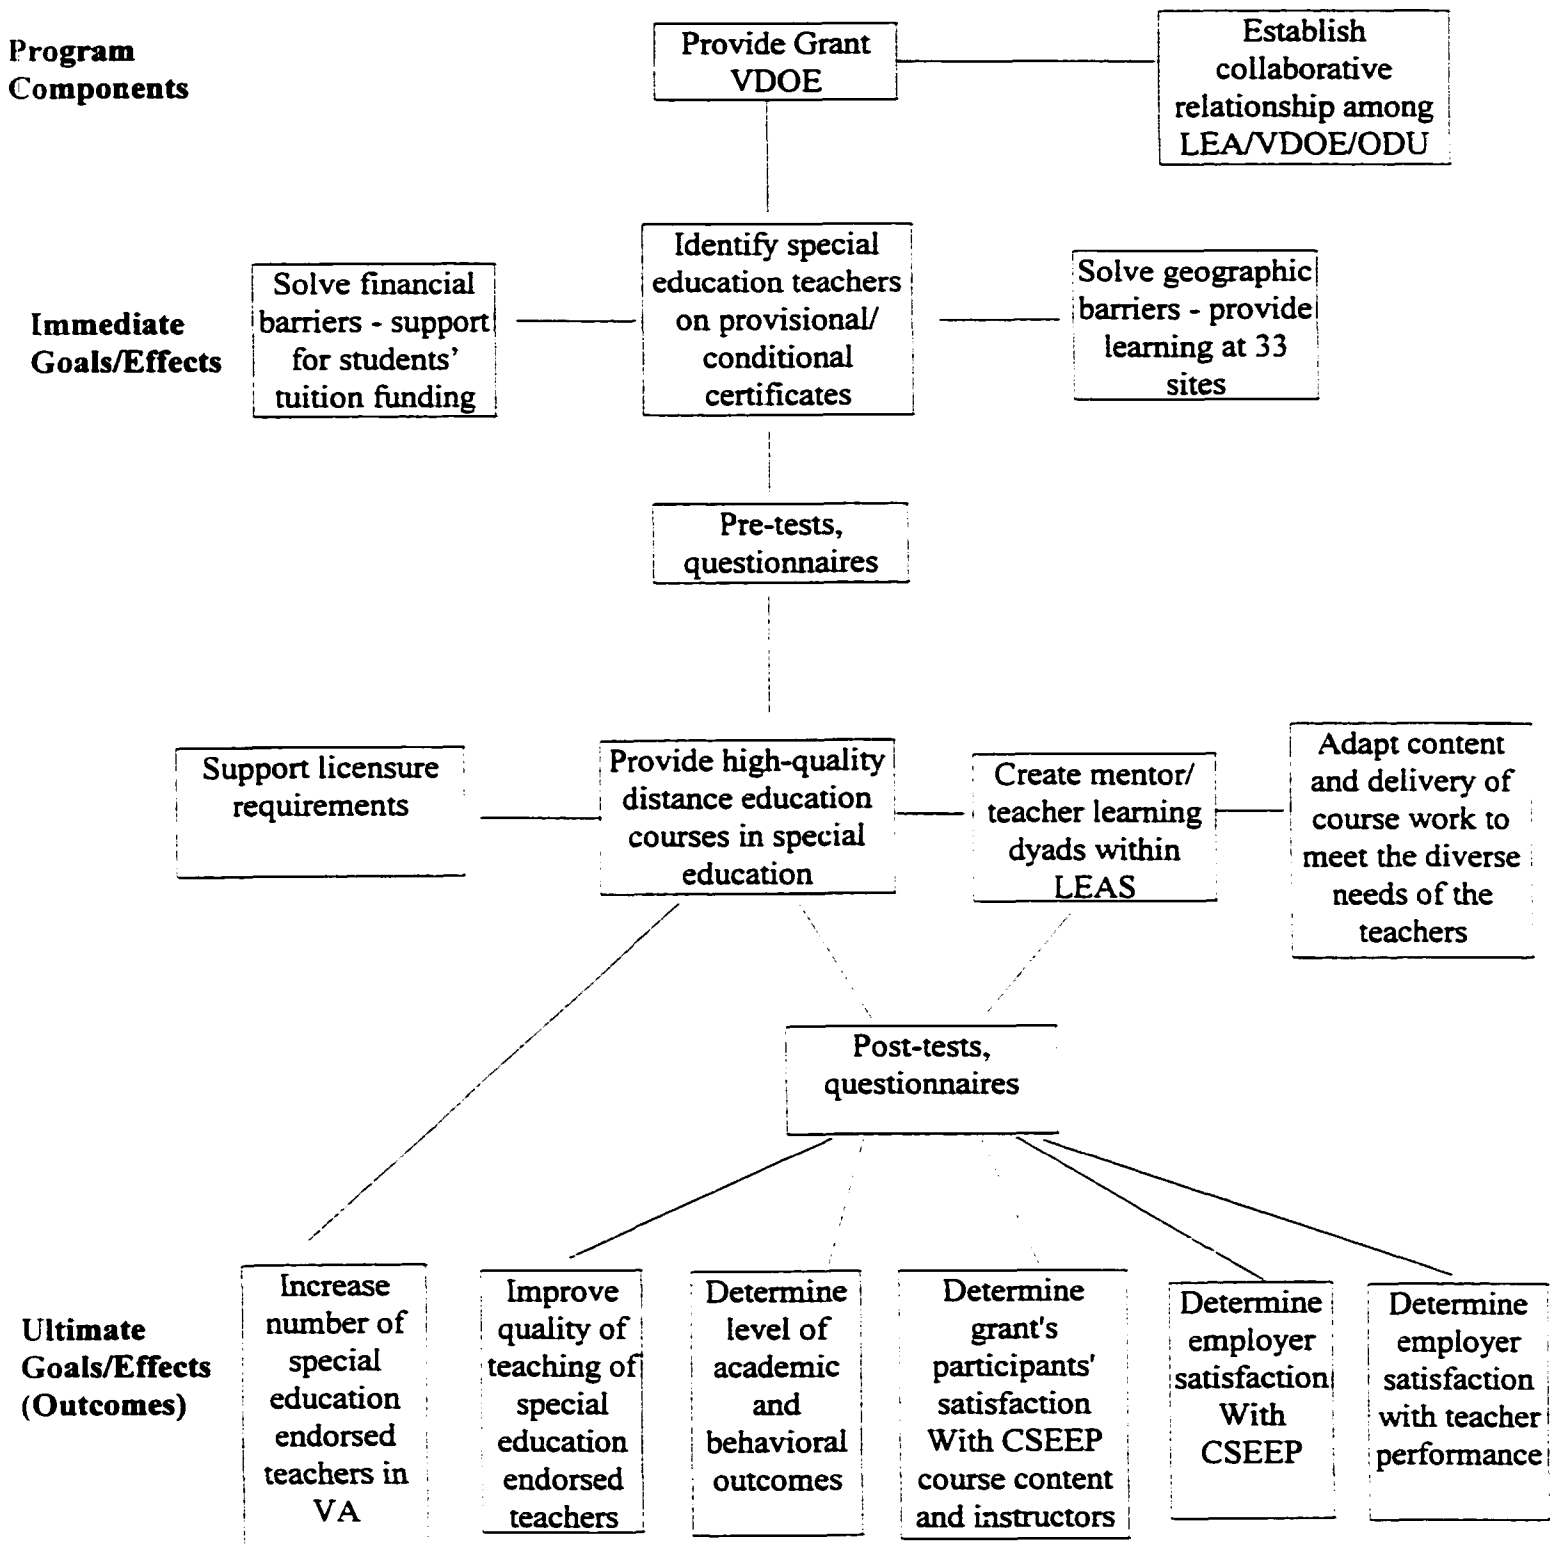 Program
Components
Provide Grant
VDOE
Establish
collaborative
relationship among
LEA/VDOE/ODU
Immediate
Goals/Effects
Solve financial
barriers - support
for students'
tuition funding
Identify special
education teachers
on provisional/
conditional
certificates
Solve geographic
barriers - provide
learning at 33
sites
Pre-tests,
questionnaires
Support licensure
requirements
Provide high-quality
distance education
courses in special
education
Create mentor/
teacher learning
dyads within
LEAS
Adapt content
and delivery of
course work to
meet the diverse
needs of the
teachers
Post-tests,
questionnaires
Ultimate
Goals/Effects
(Outcomes)
Increase
number of
special
education
endorsed
teachers in
VA
Improve
quality of
teaching of
special
education
endorsed
teachers
Determine
level of
academic
and
behavioral
outcomes
Determine
grant's
participants'
satisfaction
With CSEEP
course content
and instructors
Determine
employer
satisfaction
With
CSEEP
Determine
employer
satisfaction
with teacher
performance